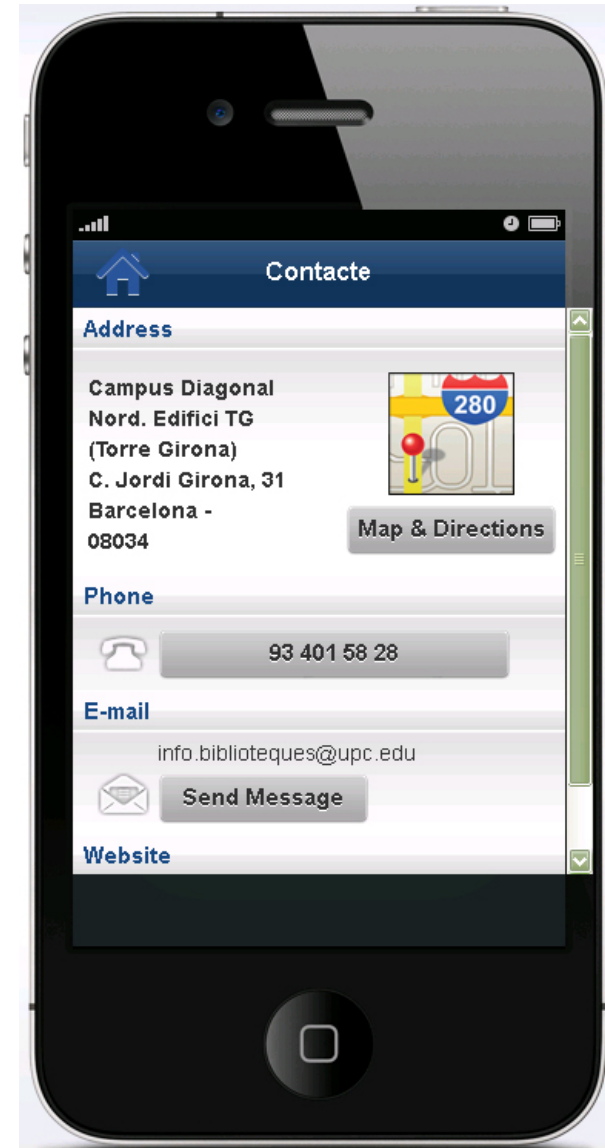 Contacte
Address
Campus Diagonal
Nord. Edifici TG
(Torre Girona)
C. Jordi Girona, 31
Barcelona -
08034
280
Map & Directions
Phone
93 401 58 28
E-mail
info.biblioteques@upc.edu
Send Message
Website